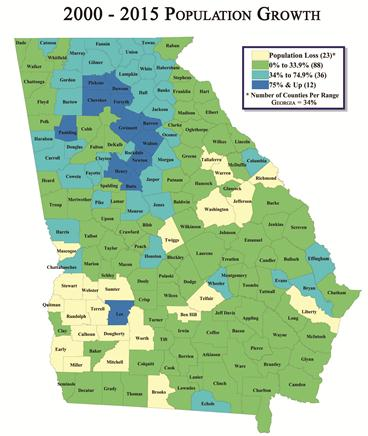 2000 - 2015 POPULATION GROWTH
Population Loss (23)*
0% to 33.9% (88)
34% to 74.9% (36)
75% & Up (12)
* Number of Counties Per Range
GEORGIA = 34%
Dade
Catoosa
Fannin
Union
Towns
Rabun
Whitfield
Murray
Walker
Gilmer
White
Habersham
Lumpkin
Stephens
Chattooga
Gordon
Pickens
Dawson
Hall
Banks
Franklin
Hart
Floyd
Bartow
Cherokee
Forsyth
Jackson
Madison
Elbert
Polk
Paulding
Cobb
Gwinnett
Barrow
Clarke
Oglethorpe
Wilkes
Lincoln
Haralson
Fulton
DeKalb
Walton
Oconee
Carroll
Douglas
Rockdale
Newton
Morgan
Greene
Taliaferro
McDuffie
Columbia
Clayton
Henry
Warren
Richmond
Heard
Coweta
Fayette
Spalding
Butts
Jasper
Putnam
Hancock
Glascock
Troup
Meriwether
Pike
Lamar
Monroe
Jones
Baldwin
Washington
Jefferson
Burke
Upson
Bibb
Wilkinson
Harris
Talbot
Crawford
Twiggs
Johnson
Jenkins
Screven
Muscogee
Taylor
Peach
Houston
Bleckley
Laurens
Emanuel
Chattahoochee
Marion
Macon
Treutlen
Candler
Bulloch
Effingham
Schley
Dooly
Pulaski
Dodge
Wheeler
Montgomery
Toombs
Tattnall
Evans
Bryan
Chatham
Stewart
Webster
Sumter
Wilcox
Telfair
Quitman
Randolph
Terrell
Lee
Crisp
Turner
Ben Hill
Jeff Davis
Appling
Liberty
Clay
Calhoun
Dougherty
Worth
Tift
Irwin
Coffee
Bacon
Wayne
Long
McIntosh
Early
Baker
Pierce
Miller
Mitchell
Colquitt
Cook
Berrien
Atkinson
Ware
Brantley
Glynn
Seminole
Decatur
Grady
Thomas
Brooks
Lowndes
Lanier
Clinch
Echols
Charlton
Camden